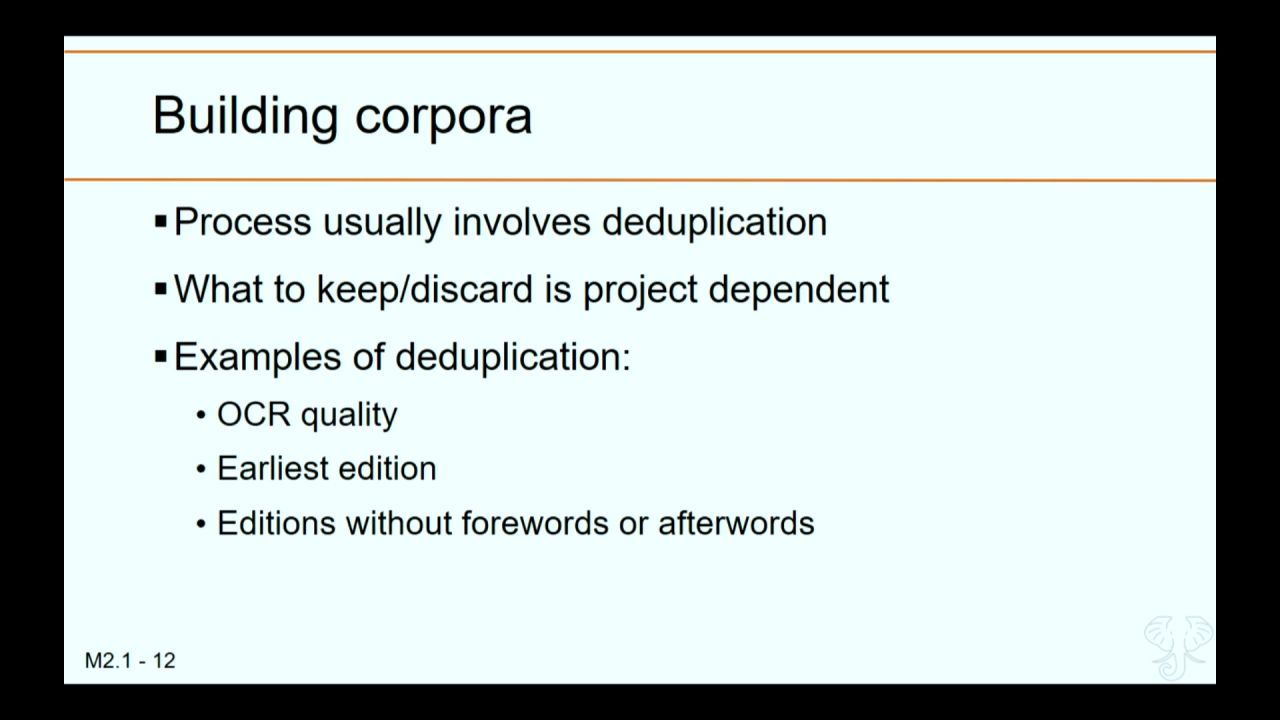 Building corpora
▪Process usually involves deduplication
▪What to keep/discard is project dependent
▪Examples of deduplication:
• OCR quality
• Earliest edition
• Editions without forewords or afterwords
M2.1 - 12